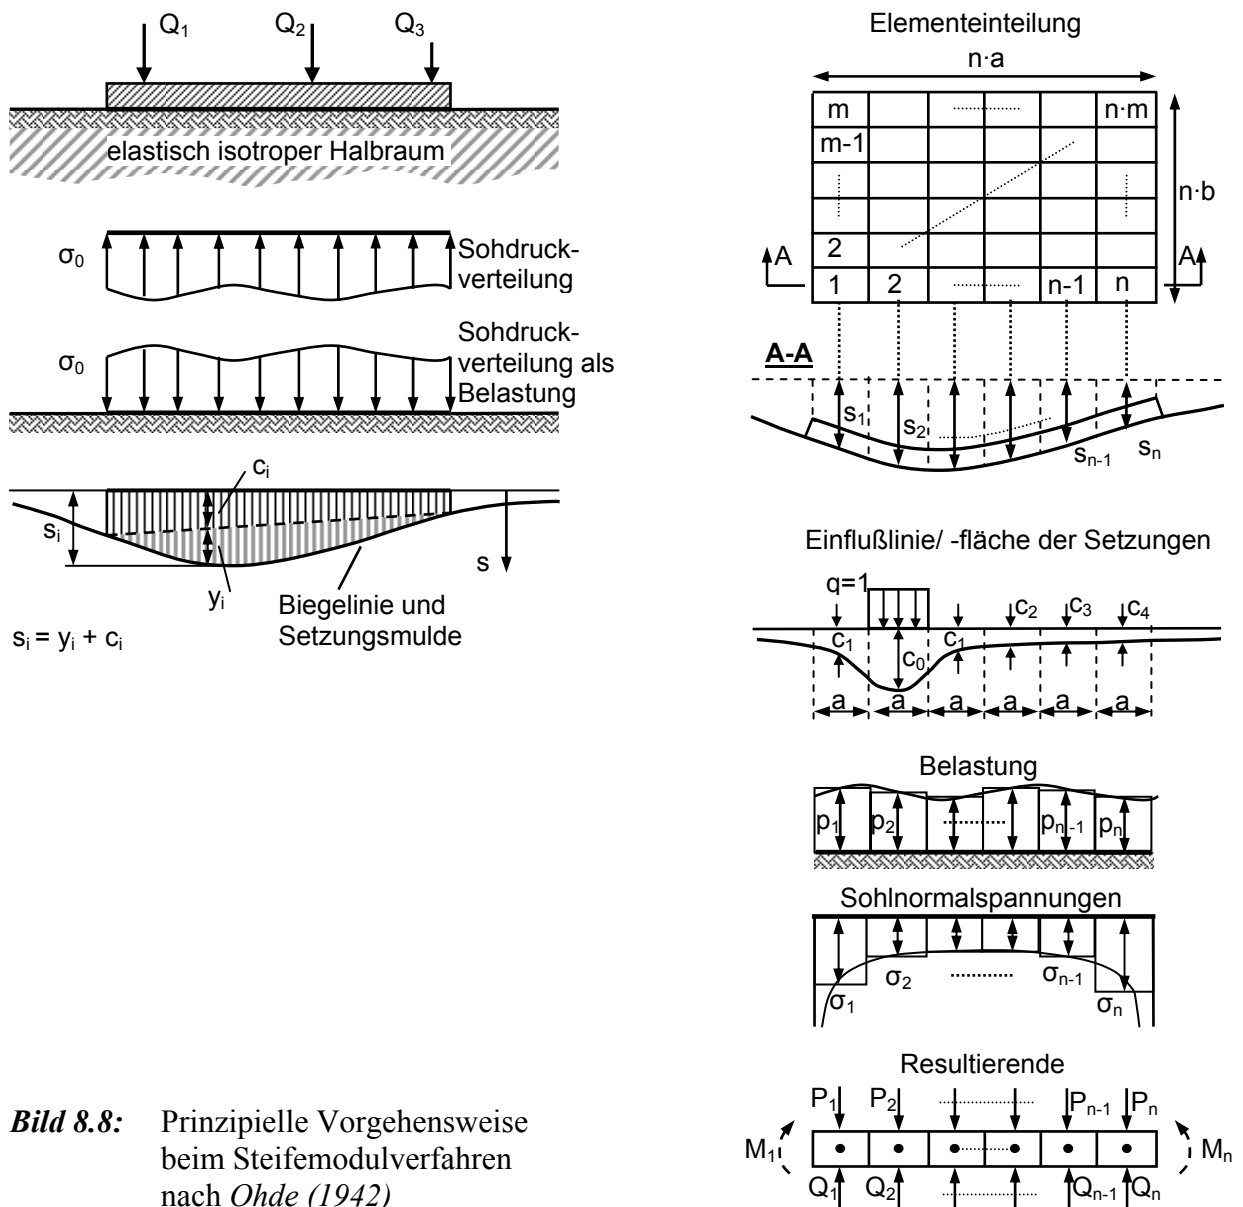 Q₁ Q₂ Q₃
elastisch isotroper Halbraum
σ₀
Sohdruck-
verteilung
σ₀
Sohdruck-
verteilung als
Belastung
cᵢ
sᵢ
s
yᵢ
Biegelinie und
Setzungsmulde
sᵢ = yᵢ + cᵢ
Elementeinteilung
n·a
m n·m
m-1
n·b
2
A A
1 2 n-1 n
A-A
s₁ s₂ sₙ₋₁ sₙ
Einflußlinie/ -fläche der Setzungen
q=1
c₁ c₀ c₁ c₂ c₃ c₄
a a a a a a
Belastung
p₁ p₂ pₙ₋₁ pₙ
Sohlnormalspannungen
σ₁ σ₂ σₙ₋₁ σₙ
Resultierende
P₁ P₂ Pₙ₋₁ Pₙ
M₁ Mₙ
Q₁ Q₂ Qₙ₋₁ Qₙ
Bild 8.8: Prinzipielle Vorgehensweise
beim Steifemodulverfahren
nach Ohde (1942)